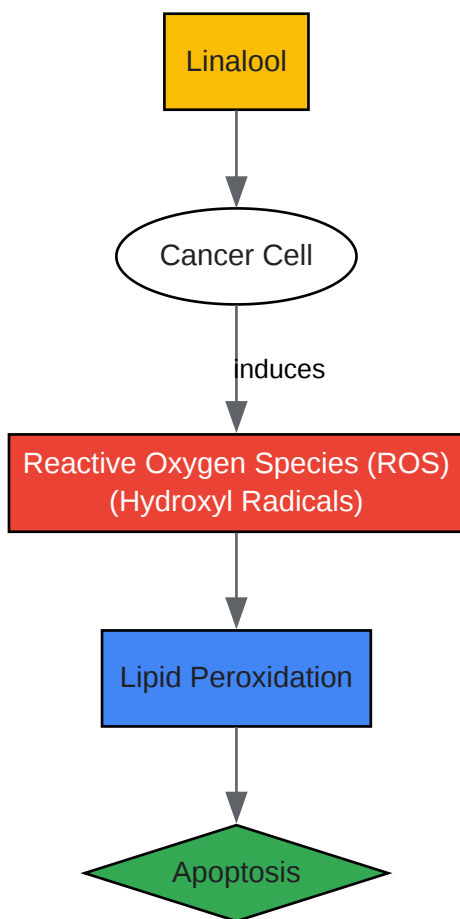 Linalool
Cancer Cell
induces
Reactive Oxygen Species (ROS)
(Hydroxyl Radicals)
Lipid Peroxidation
Apoptosis